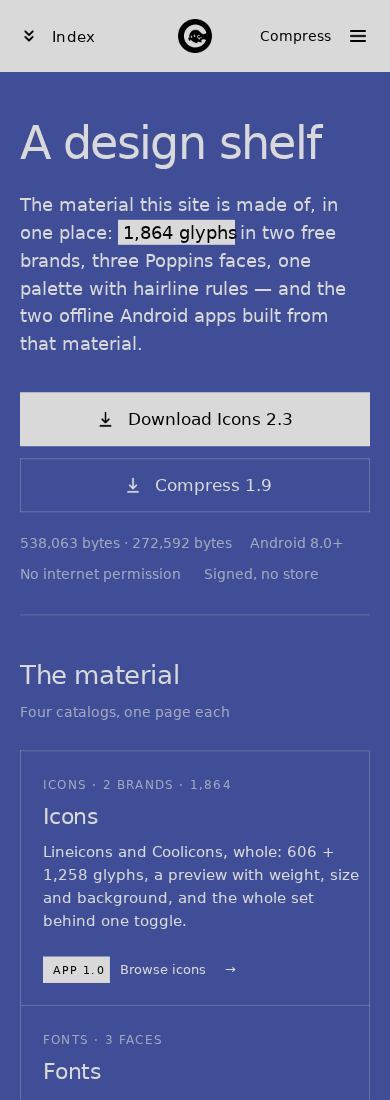 Index
Compress
A design shelf
The material this site is made of, in
one place: 1,864 glyphs in two free
brands, three Poppins faces, one
palette with hairline rules — and the
two offline Android apps built from
that material.
Download Icons 2.3
Compress 1.9
538,063 bytes · 272,592 bytes Android 8.0+
No internet permission Signed, no store
The material
Four catalogs, one page each
ICONS · 2 BRANDS · 1,864
Icons
Lineicons and Coolicons, whole: 606 +
1,258 glyphs, a preview with weight, size
and background, and the whole set
behind one toggle.
APP 1.0 Browse icons →
FONTS · 3 FACES
Fonts